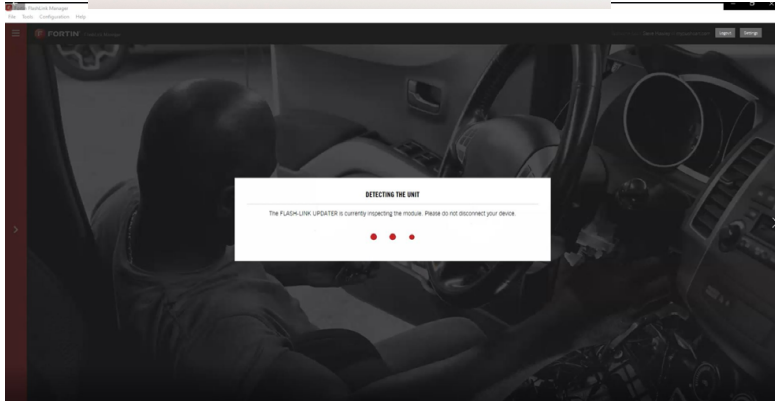 Fortin FlashLink Manager
File Tools Configuration Help
FORTIN
Logout Settings
DETECTING THE UNIT
The FLASH-LINK UPDATER is currently inspecting the module. Please do not disconnect your device.